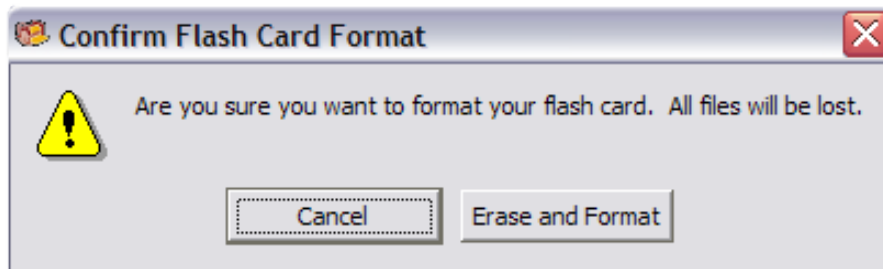 Confirm Flash Card Format
Are you sure you want to format your flash card.  All files will be lost.
Cancel
Erase and Format